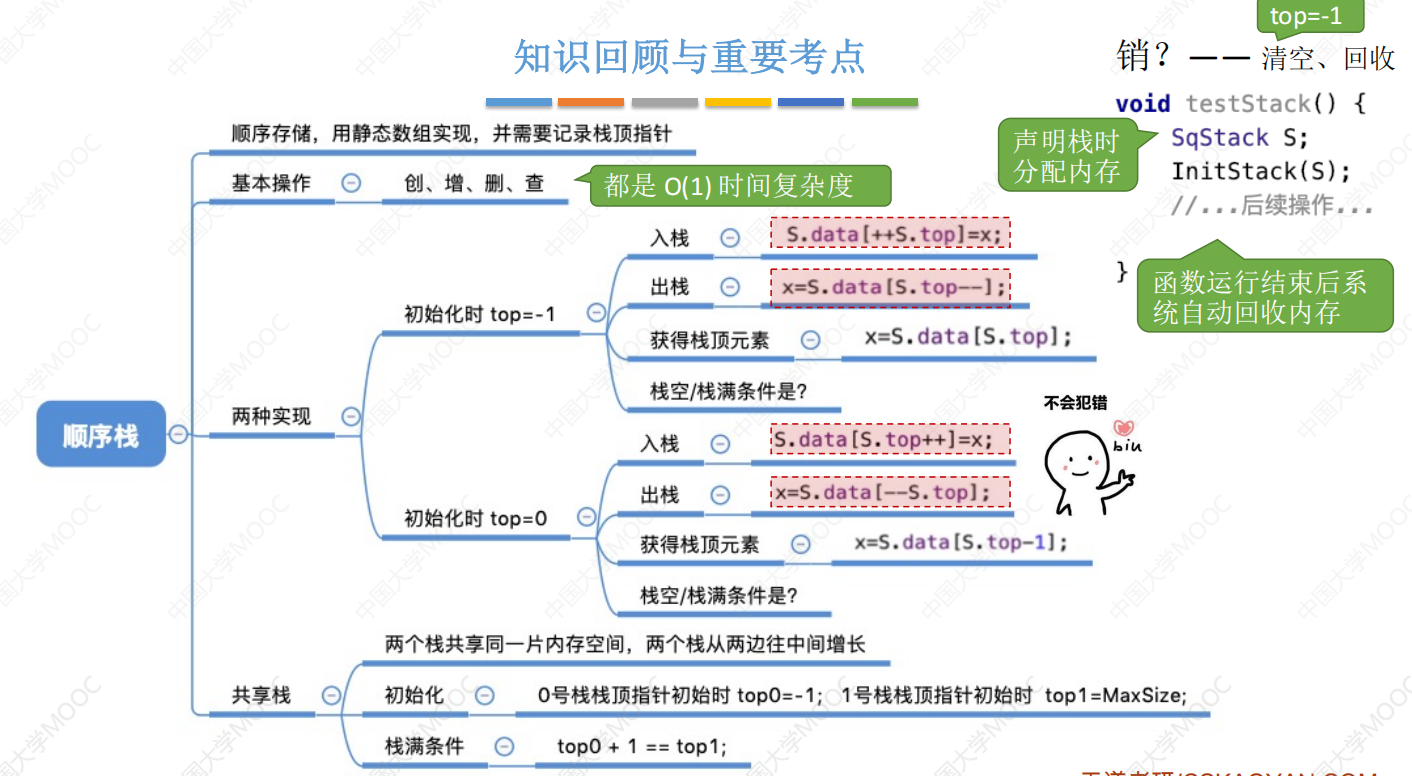 top=-1
知识回顾与重要考点
销？—— 清空、回收
void testStack() {
SqStack S;
InitStack(S);
//...后续操作...
}
声明栈时
分配内存
函数运行结束后系
统自动回收内存
顺序存储，用静态数组实现，并需要记录栈顶指针
基本操作
创、增、删、查
都是 O(1) 时间复杂度
顺序栈
两种实现
初始化时 top=-1
入栈
S.data[++S.top]=x;
出栈
x=S.data[S.top--];
获得栈顶元素
x=S.data[S.top];
栈空/栈满条件是？
初始化时 top=0
入栈
S.data[S.top++]=x;
出栈
x=S.data[--S.top];
获得栈顶元素
x=S.data[S.top-1];
栈空/栈满条件是？
不会犯错
biu
共享栈
两个栈共享同一片内存空间，两个栈从两边往中间增长
初始化
0号栈栈顶指针初始时 top0=-1；1号栈栈顶指针初始时 top1=MaxSize;
栈满条件
top0 + 1 == top1;
中国大学MOOC